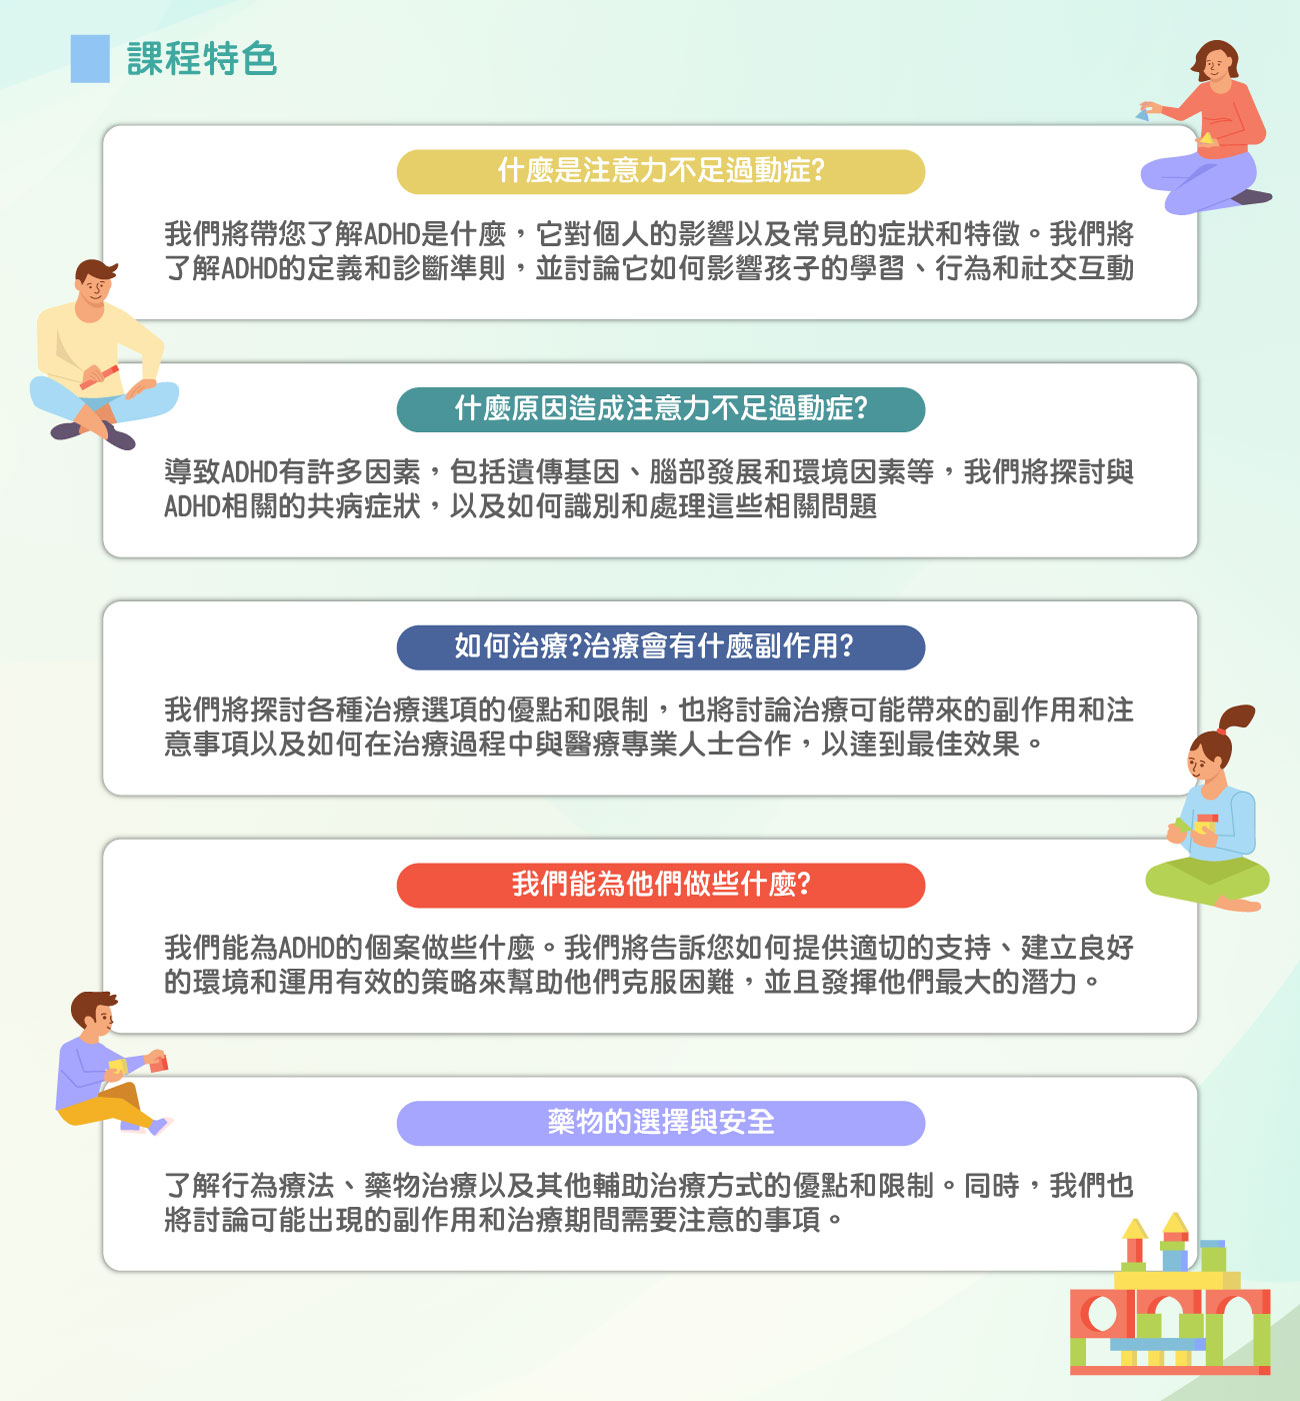 課程特色
什麼是注意力不足過動症?
我們將帶您了解ADHD是什麼，它對個人的影響以及常見的症狀和特徵。我們將
了解ADHD的定義和診斷準則，並討論它如何影響孩子的學習、行為和社交互動
什麼原因造成注意力不足過動症?
導致ADHD有許多因素，包括遺傳基因、腦部發展和環境因素等，我們將探討與
ADHD相關的共病症狀，以及如何識別和處理這些相關問題
如何治療?治療會有什麼副作用?
我們將探討各種治療選項的優點和限制，也將討論治療可能帶來的副作用和注
意事項以及如何在治療過程中與醫療專業人士合作，以達到最佳效果。
我們能為他們做些什麼?
我們能為ADHD的個案做些什麼。我們將告訴您如何提供適切的支持、建立良好
的環境和運用有效的策略來幫助他們克服困難，並且發揮他們最大的潛力。
藥物的選擇與安全
了解行為療法、藥物治療以及其他輔助治療方式的優點和限制。同時，我們也
將討論可能出現的副作用和治療期間需要注意的事項。